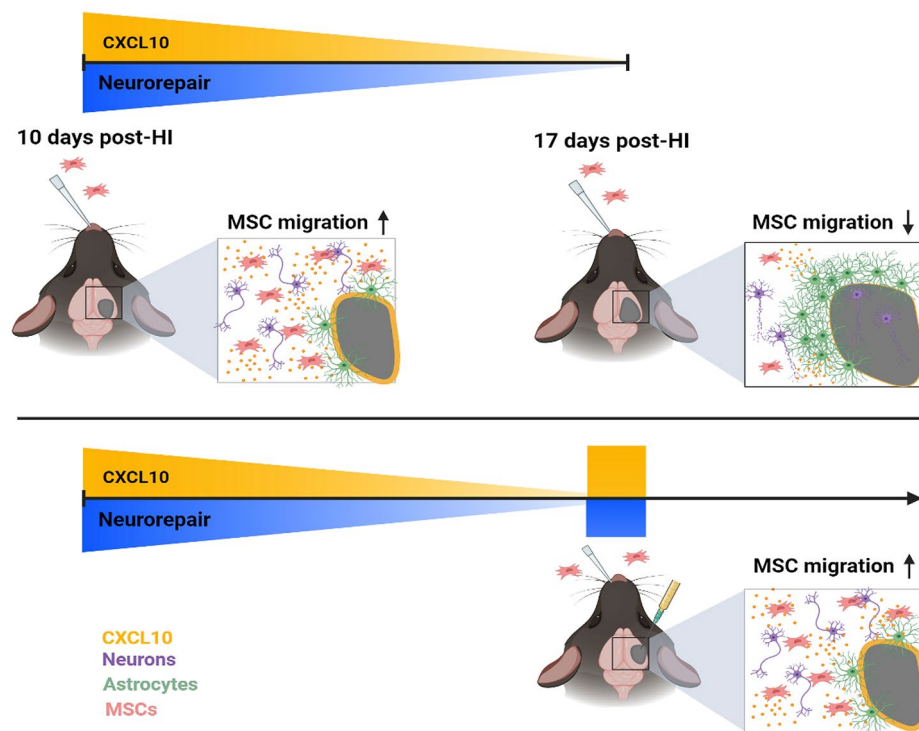 CXCL10
Neurorepair
10 days post-HI
17 days post-HI
MSC migration
MSC migration
CXCL10
Neurorepair
MSC migration
CXCL10
Neurons
Astrocytes
MSCs